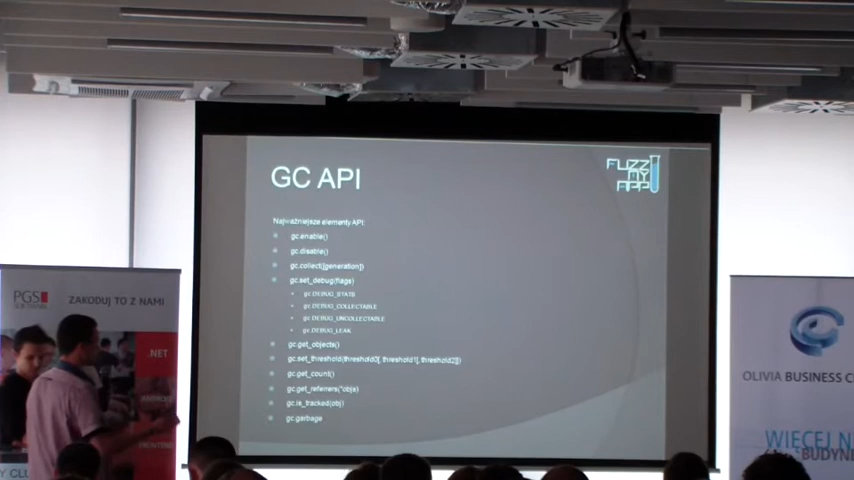 GC API
FUZZ
MY
APP
Najważniejsze elementy API:
gc.enable()
gc.disable()
gc.collect([generation])
gc.set_debug(flags)
gc.DEBUG_STATS
gc.DEBUG_COLLECTABLE
gc.DEBUG_UNCOLLECTABLE
gc.DEBUG_LEAK
gc.get_objects()
gc.set_threshold(threshold0[, threshold1[, threshold2]])
gc.get_count()
gc.get_referrers(*objs)
gc.is_tracked(obj)
gc.garbage
PGS
SOFTWARE
ZAKODUJ TO Z NAMI
.NET
OLIVIA BUSINESS C
WIĘCEJ N
BUDYNE